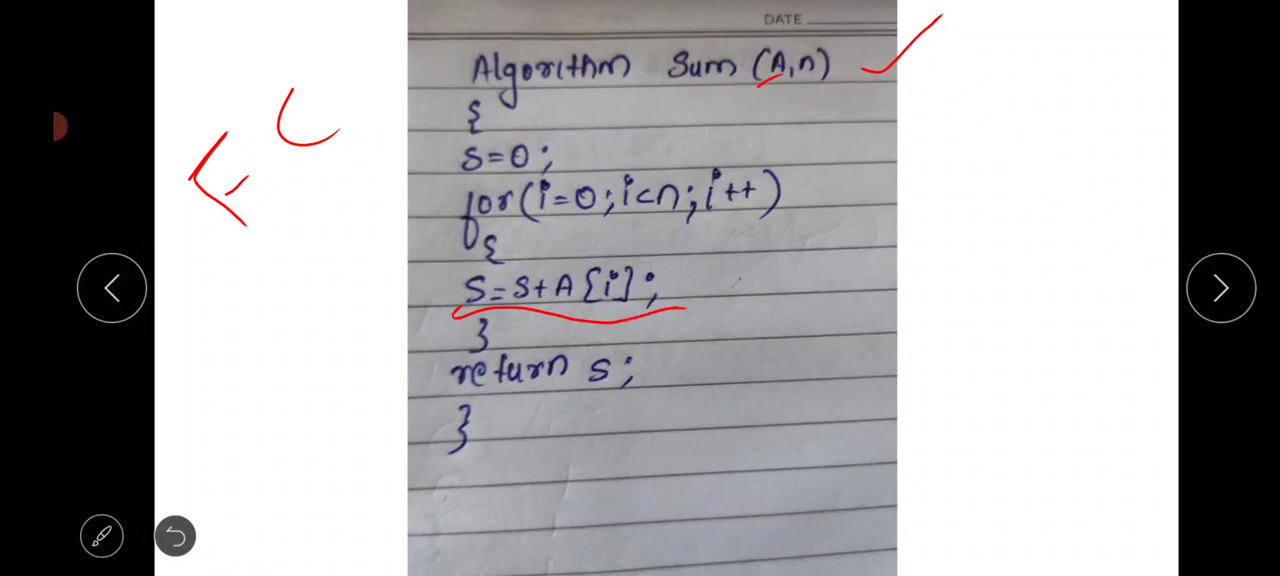 DATE
Algorithm Sum (A,n)
{
s=0;
for(i=0;i<n;i++)
{
S=S+A[i];
}
return s;
}